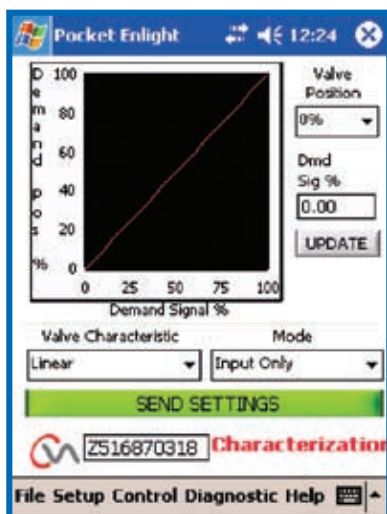 Pocket Enlight 12:24
Demand pos %
100
80
60
40
20
0
0 25 50 75 100
Demand Signal %
Valve
Position
0%
Dmd
Sig %
0.00
UPDATE
Valve Characteristic Mode
Linear Input Only
SEND SETTINGS
Z516870318 Characterization
File Setup Control Diagnostic Help